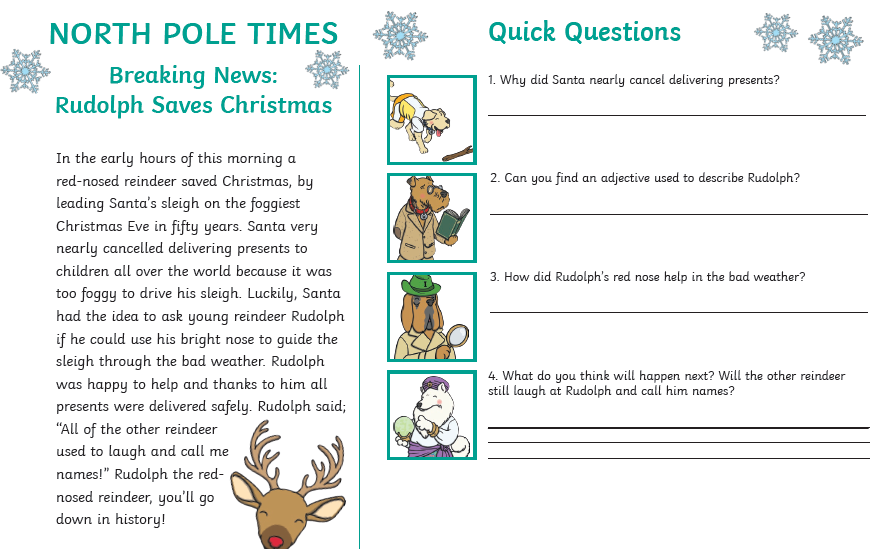 NORTH POLE TIMES
Breaking News:
Rudolph Saves Christmas
In the early hours of this morning a
red-nosed reindeer saved Christmas, by
leading Santa's sleigh on the foggiest
Christmas Eve in fifty years. Santa very
nearly cancelled delivering presents to
children all over the world because it was
too foggy to drive his sleigh. Luckily, Santa
had the idea to ask young reindeer Rudolph
if he could use his bright nose to guide the
sleigh through the bad weather. Rudolph
was happy to help and thanks to him all
presents were delivered safely. Rudolph said;
“All of the other reindeer
used to laugh and call me
names!” Rudolph the red-
nosed reindeer, you'll go
down in history!
Quick Questions
1. Why did Santa nearly cancel delivering presents?
2. Can you find an adjective used to describe Rudolph?
3. How did Rudolph's red nose help in the bad weather?
4. What do you think will happen next? Will the other reindeer
still laugh at Rudolph and call him names?